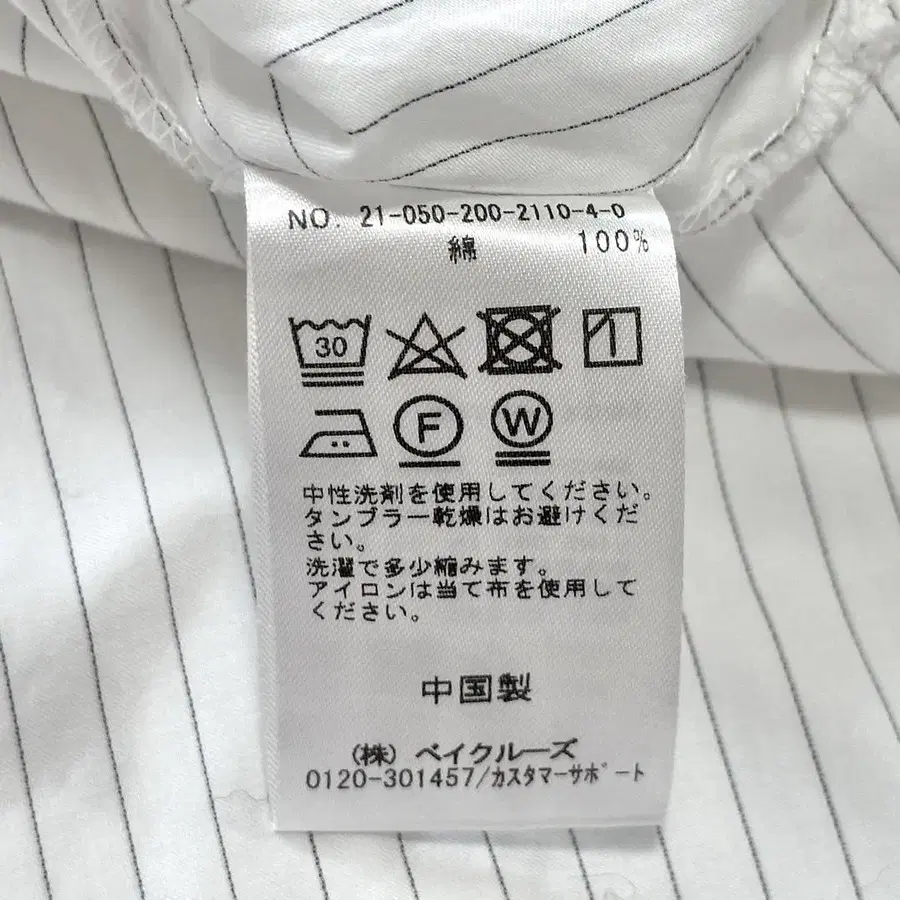 NO. 21-050-200-2110-4-0
綿 100%
30
F W
中性洗剤を使用してください。
タンブラー乾燥はお避けくだ
さい。
洗濯で多少縮みます。
アイロンは当て布を使用して
ください。
中国製
(株) ベイクルーズ
0120-301457/カスタマーサポート